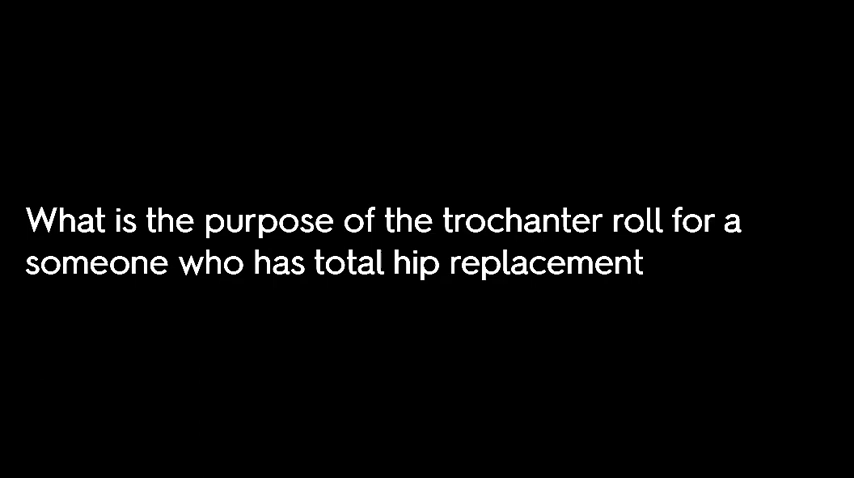 What is the purpose of the trochanter roll for a
someone who has total hip replacement